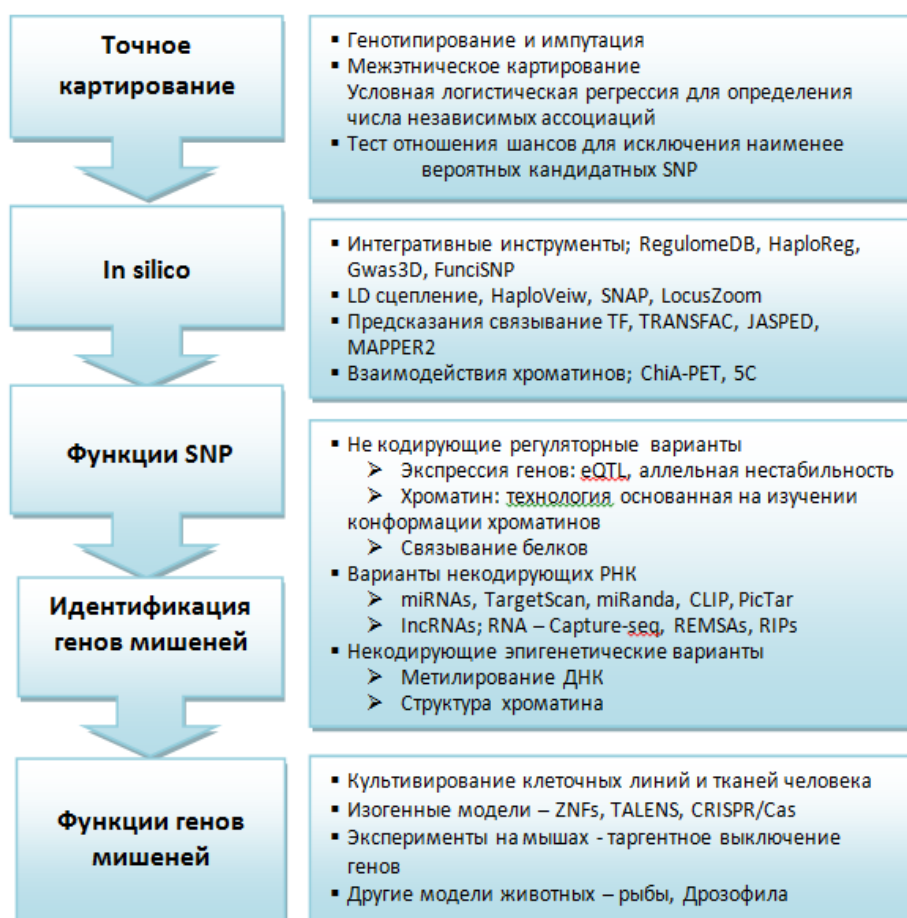 Точное
картирование
▪ Генотипирование и импутация
▪ Межэтническое картирование
Условная логистическая регрессия для определения
числа независимых ассоциаций
▪ Тест отношения шансов для исключения наименее
вероятных кандидатных SNP
In silico
▪ Интегративные инструменты; RegulomeDB, HaploReg,
Gwas3D, FunciSNP
▪ LD сцепление, HaploVeiw, SNAP, LocusZoom
▪ Предсказания связывание TF, TRANSFAC, JASPED,
MAPPER2
▪ Взаимодействия хроматинов; ChiA-PET, 5C
Функции SNP
▪ Не кодирующие регуляторные варианты
➢ Экспрессия генов: eQTL, аллельная нестабильность
➢ Хроматин: технология основанная на изучении
конформации хроматинов
➢ Связывание белков
▪ Варианты некодирующих РНК
➢ miRNAs, TargetScan, miRanda, CLIP, PicTar
➢ IncRNAs; RNA – Capture-seq, REMSAs, RIPs
▪ Некодирующие эпигенетические варианты
➢ Метилирование ДНК
➢ Структура хроматина
Идентификация
генов мишеней
Функции генов
мишеней
▪ Культивирование клеточных линий и тканей человека
▪ Изогенные модели – ZNFs, TALENS, CRISPR/Cas
▪ Эксперименты на мышах - таргентное выключение
генов
▪ Другие модели животных – рыбы, Дрозофила